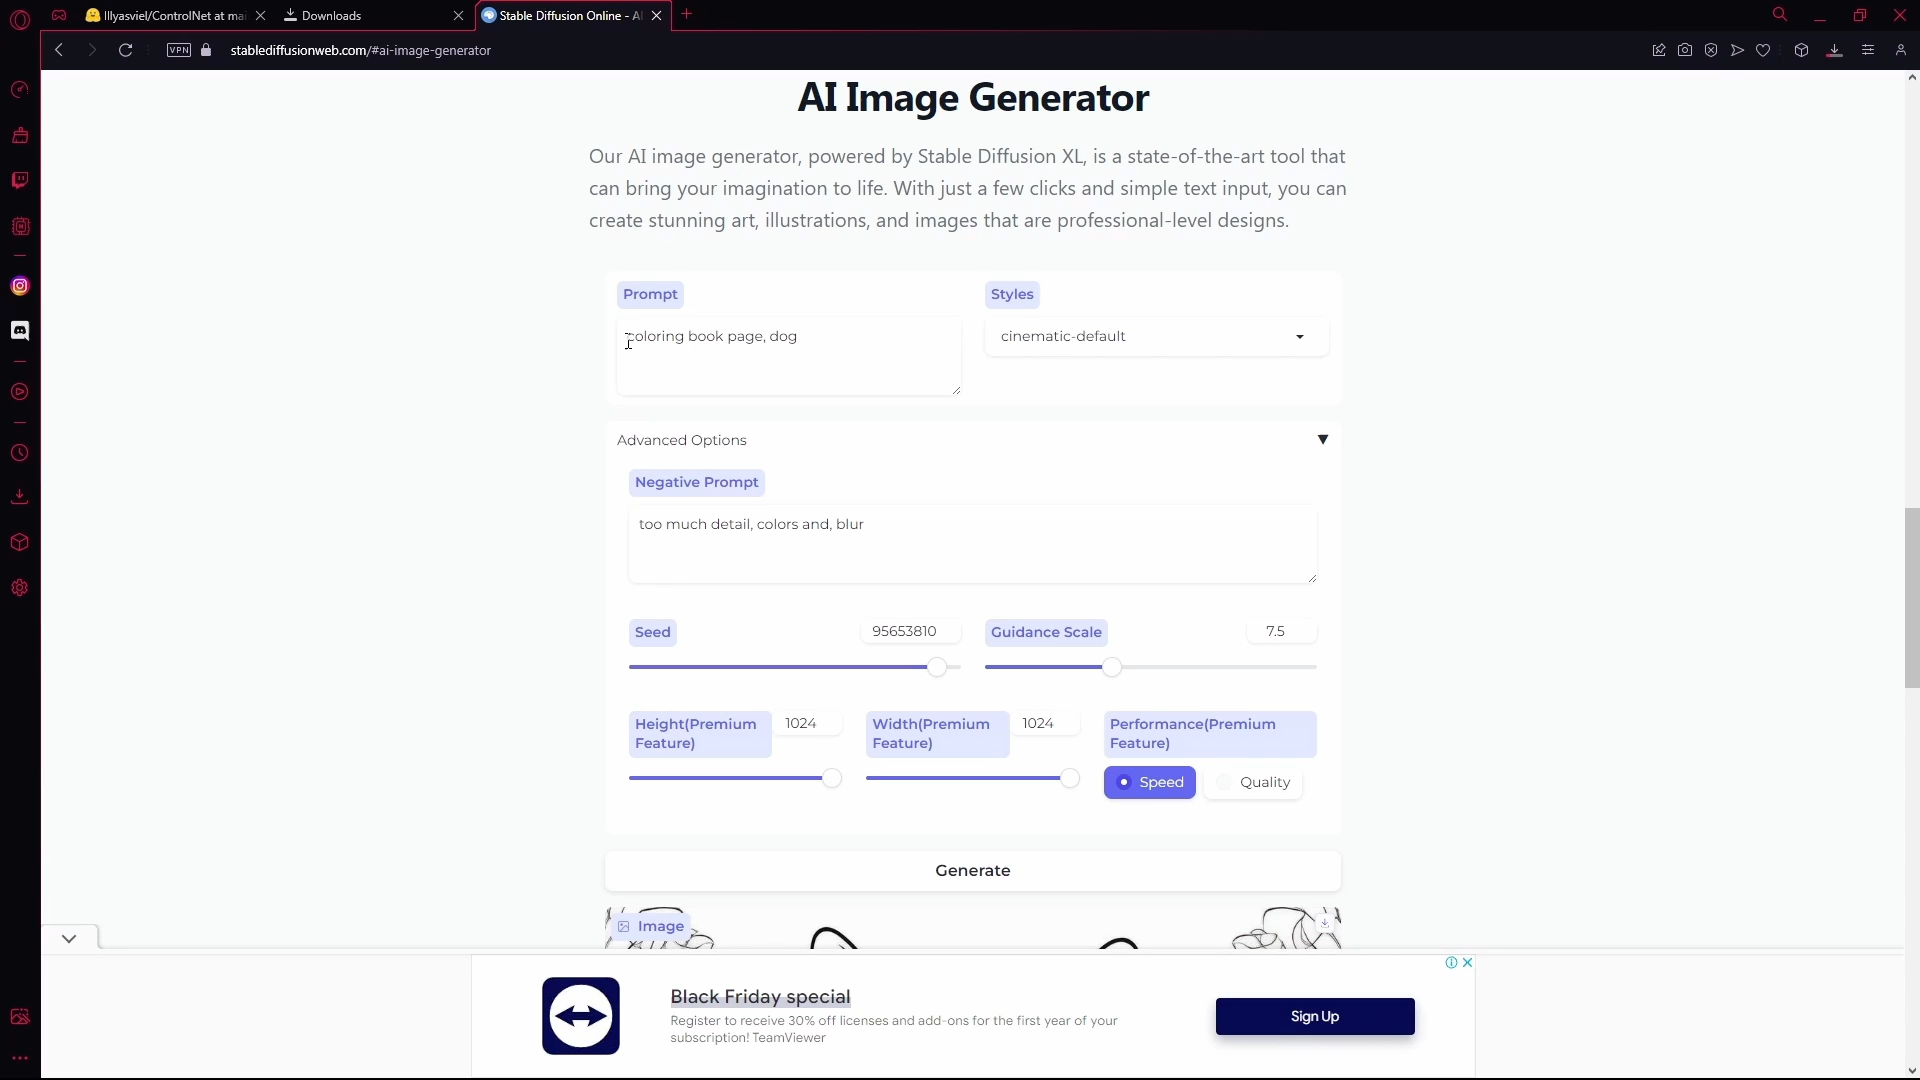 lllyasviel/ControlNet at mai
Downloads
Stable Diffusion Online - AI
VPN
stablediffusionweb.com/#ai-image-generator
AI Image Generator
Our AI image generator, powered by Stable Diffusion XL, is a state-of-the-art tool that
can bring your imagination to life. With just a few clicks and simple text input, you can
create stunning art, illustrations, and images that are professional-level designs.
Prompt
Styles
coloring book page, dog
cinematic-default
Advanced Options
Negative Prompt
too much detail, colors and, blur
Seed
95653810
Guidance Scale
7.5
Height(Premium
Feature)
1024
Width(Premium
Feature)
1024
Performance(Premium
Feature)
Speed
Quality
Generate
Image
Black Friday special
Register to receive 30% off licenses and add-ons for the first year of your
subscription! TeamViewer
Sign Up